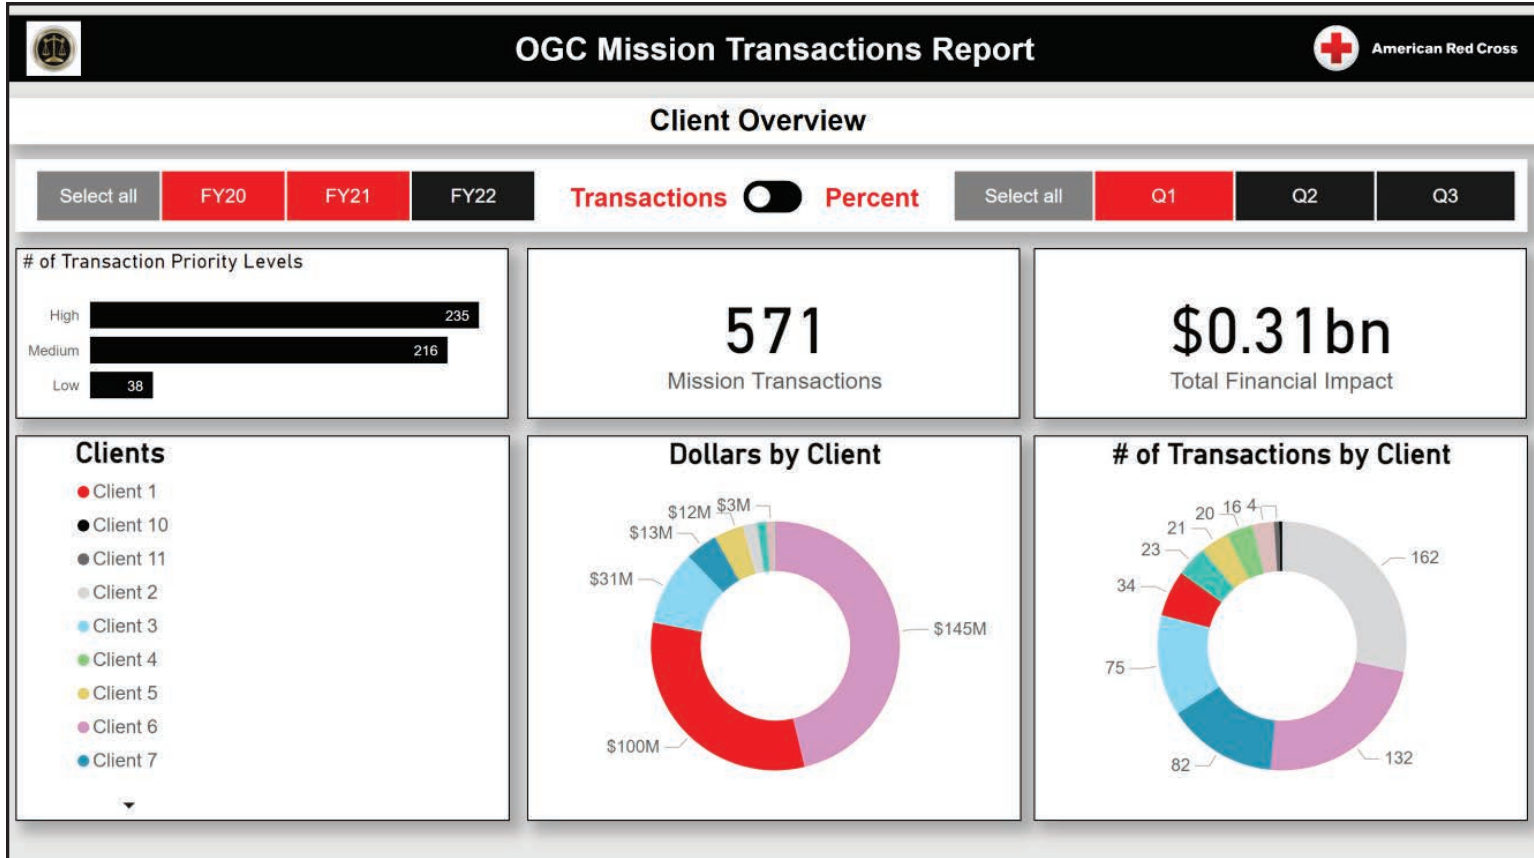 OGC Mission Transactions Report
American Red Cross
Client Overview
Select all FY20 FY21 FY22
Transactions Percent
Select all Q1 Q2 Q3
# of Transaction Priority Levels
High 235
Medium 216
Low 38
571
Mission Transactions
$0.31bn
Total Financial Impact
Clients
Client 1
Client 10
Client 11
Client 2
Client 3
Client 4
Client 5
Client 6
Client 7
Dollars by Client
$3M
$12M
$13M
$31M
$145M
$100M
# of Transactions by Client
20 16 4
21
23
162
34
75
132
82